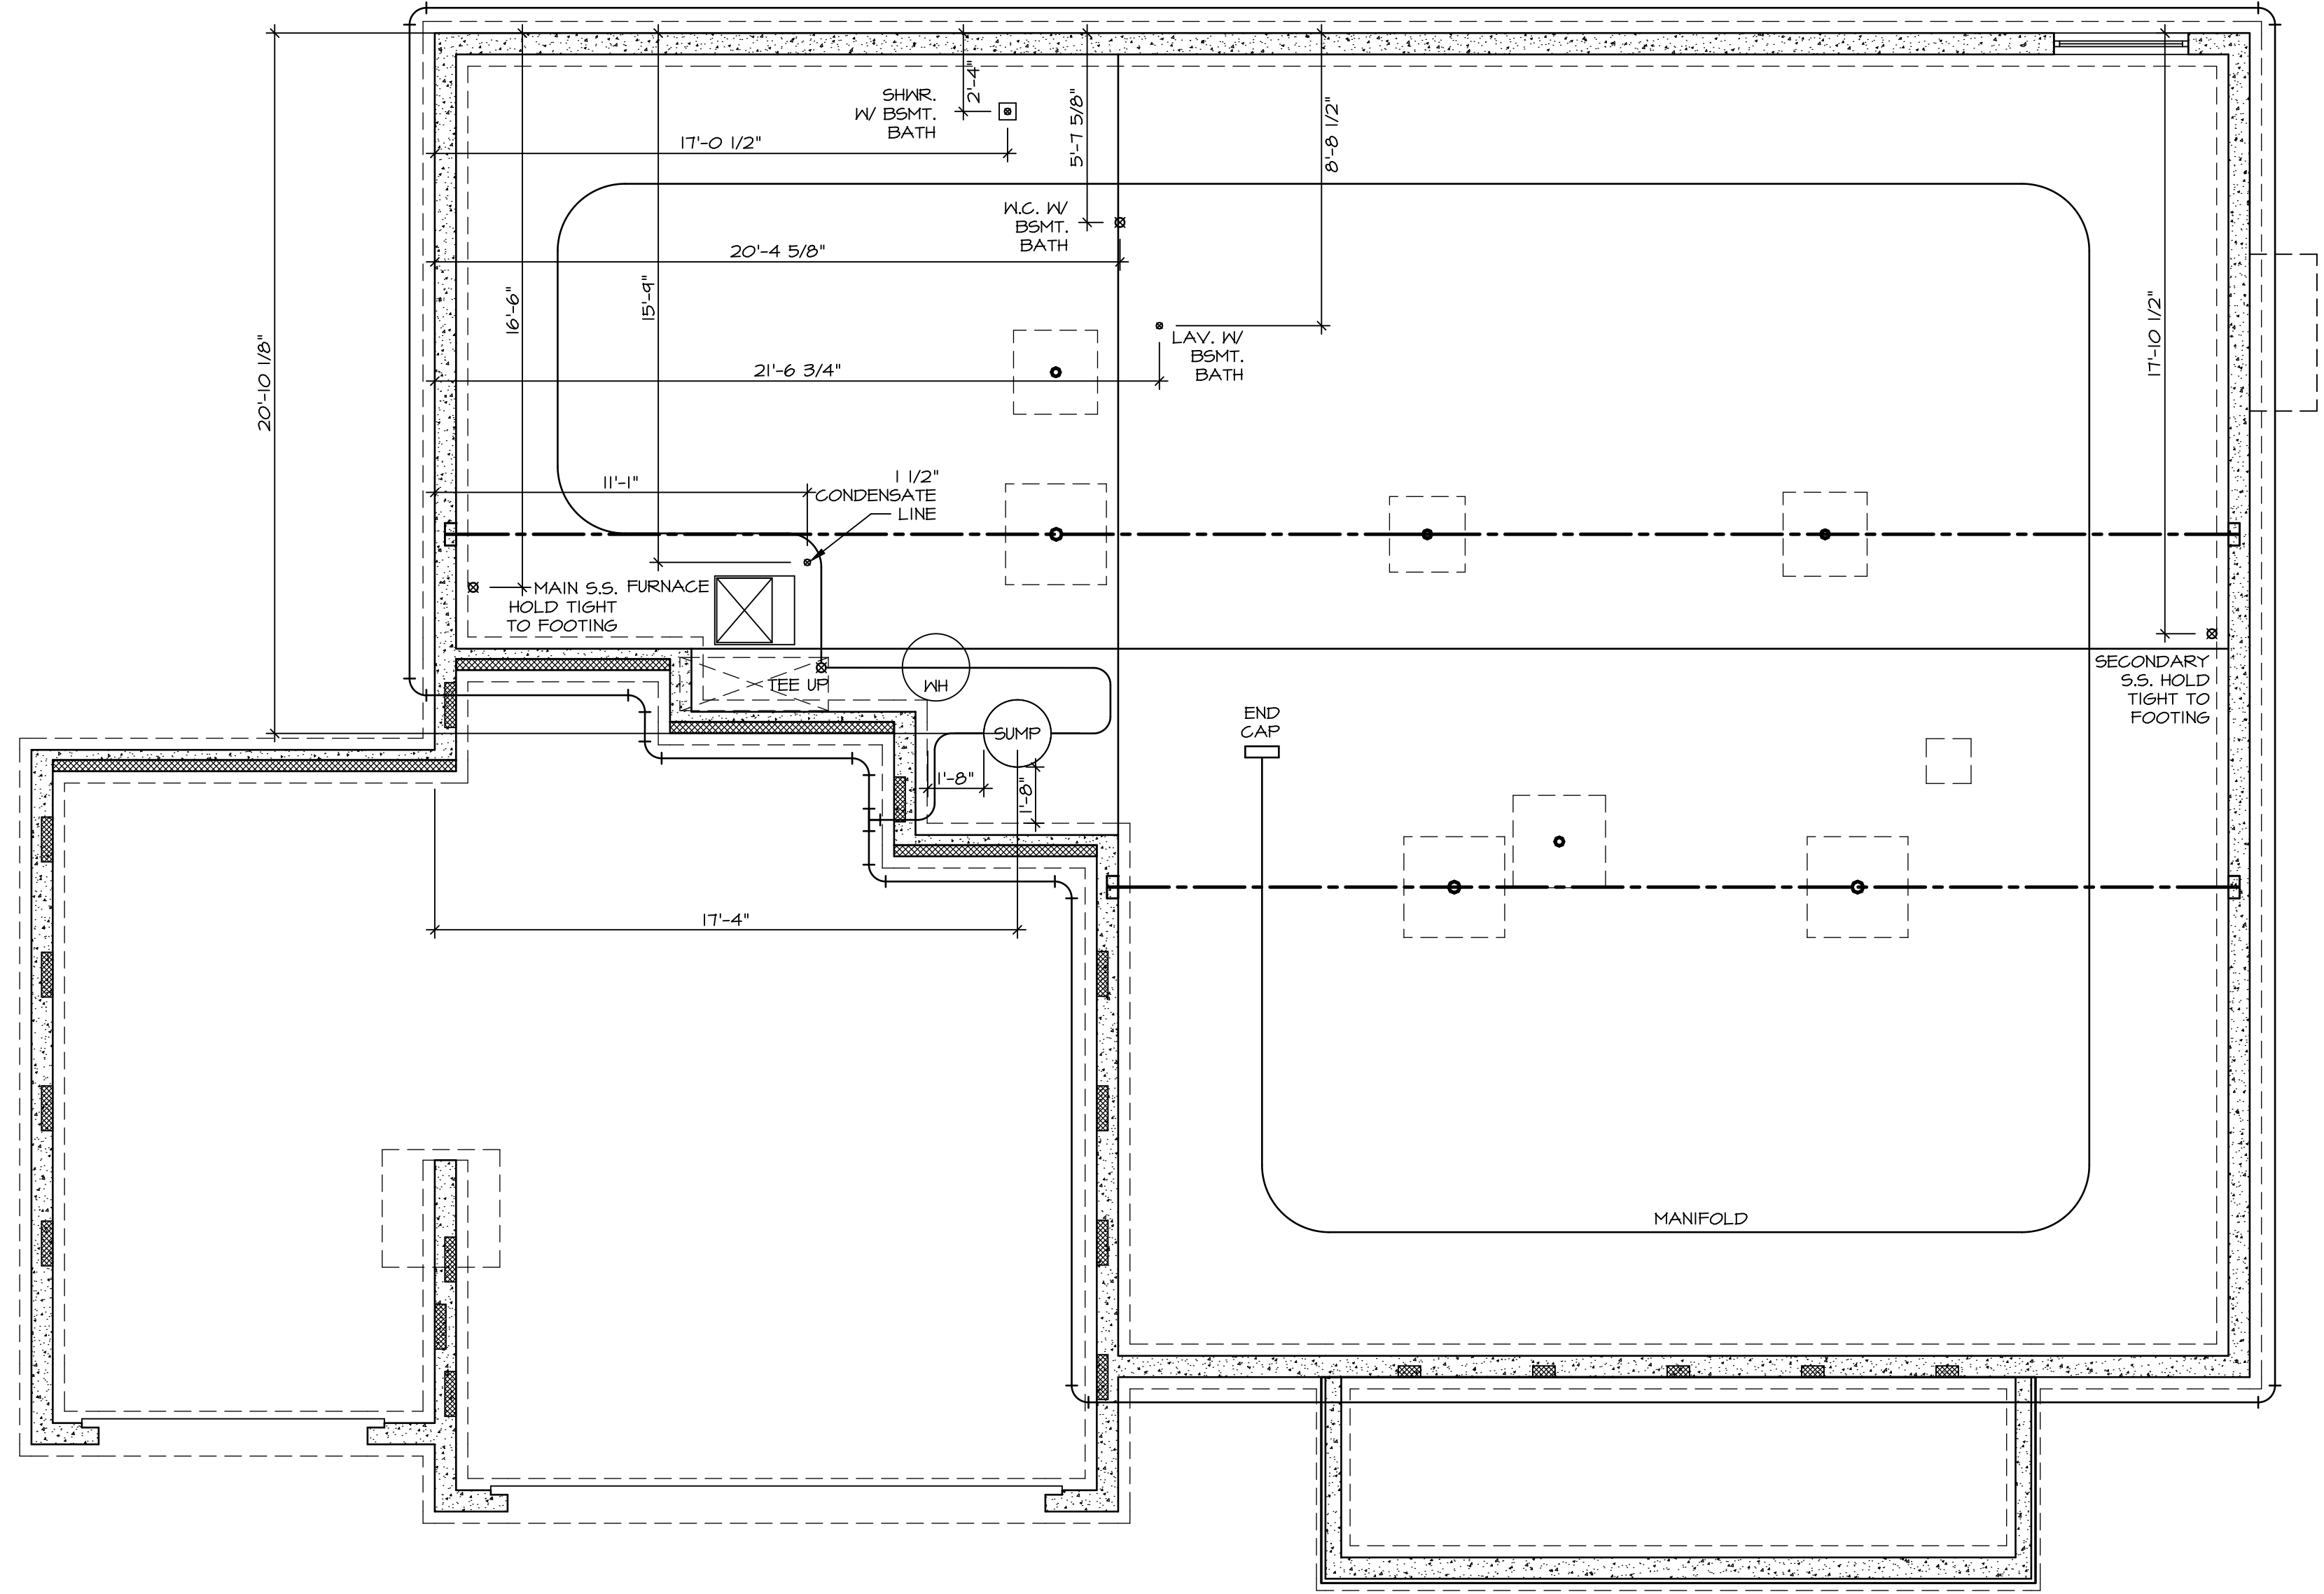 2'-4"
SHWR.
W/ BSMT.
BATH
17'-0 1/2"
5'-7 5/8"
8'-8 1/2"
W.C. W/
BSMT.
BATH
20'-4 5/8"
16'-6"
15'-9"
17'-10 1/2"
20'-10 1/8"
LAV. W/
BSMT.
BATH
21'-6 3/4"
11'-1"
1 1/2"
CONDENSATE
LINE
MAIN S.S.
HOLD TIGHT
TO FOOTING
FURNACE
TEE UP
WH
SECONDARY
S.S. HOLD
TIGHT TO
FOOTING
END
CAP
SUMP
1'-8"
1'-8"
17'-4"
MANIFOLD